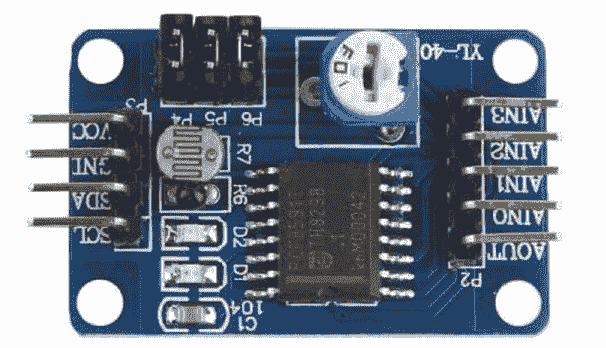 YL-40
P4
P5
P6
P3
VCC
GND
SDA
SCL
R7
R6
D2
D1
104
C1
103
AIN3
AIN2
AIN1
AIN0
AOUT
P2